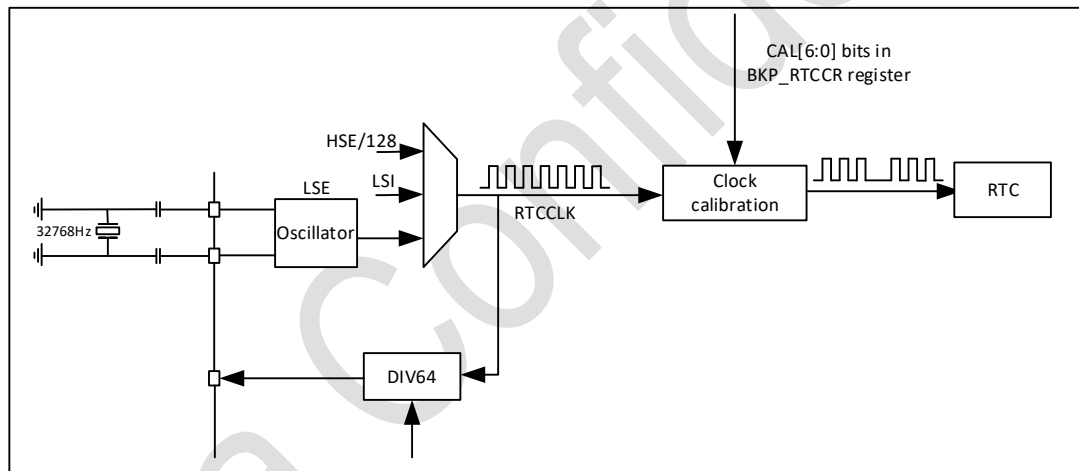 CAL[6:0] bits in
BKP_RTCCR register
HSE/128
LSI
LSE
Oscillator
32768Hz
RTCCLK
Clock
calibration
RTC
DIV64